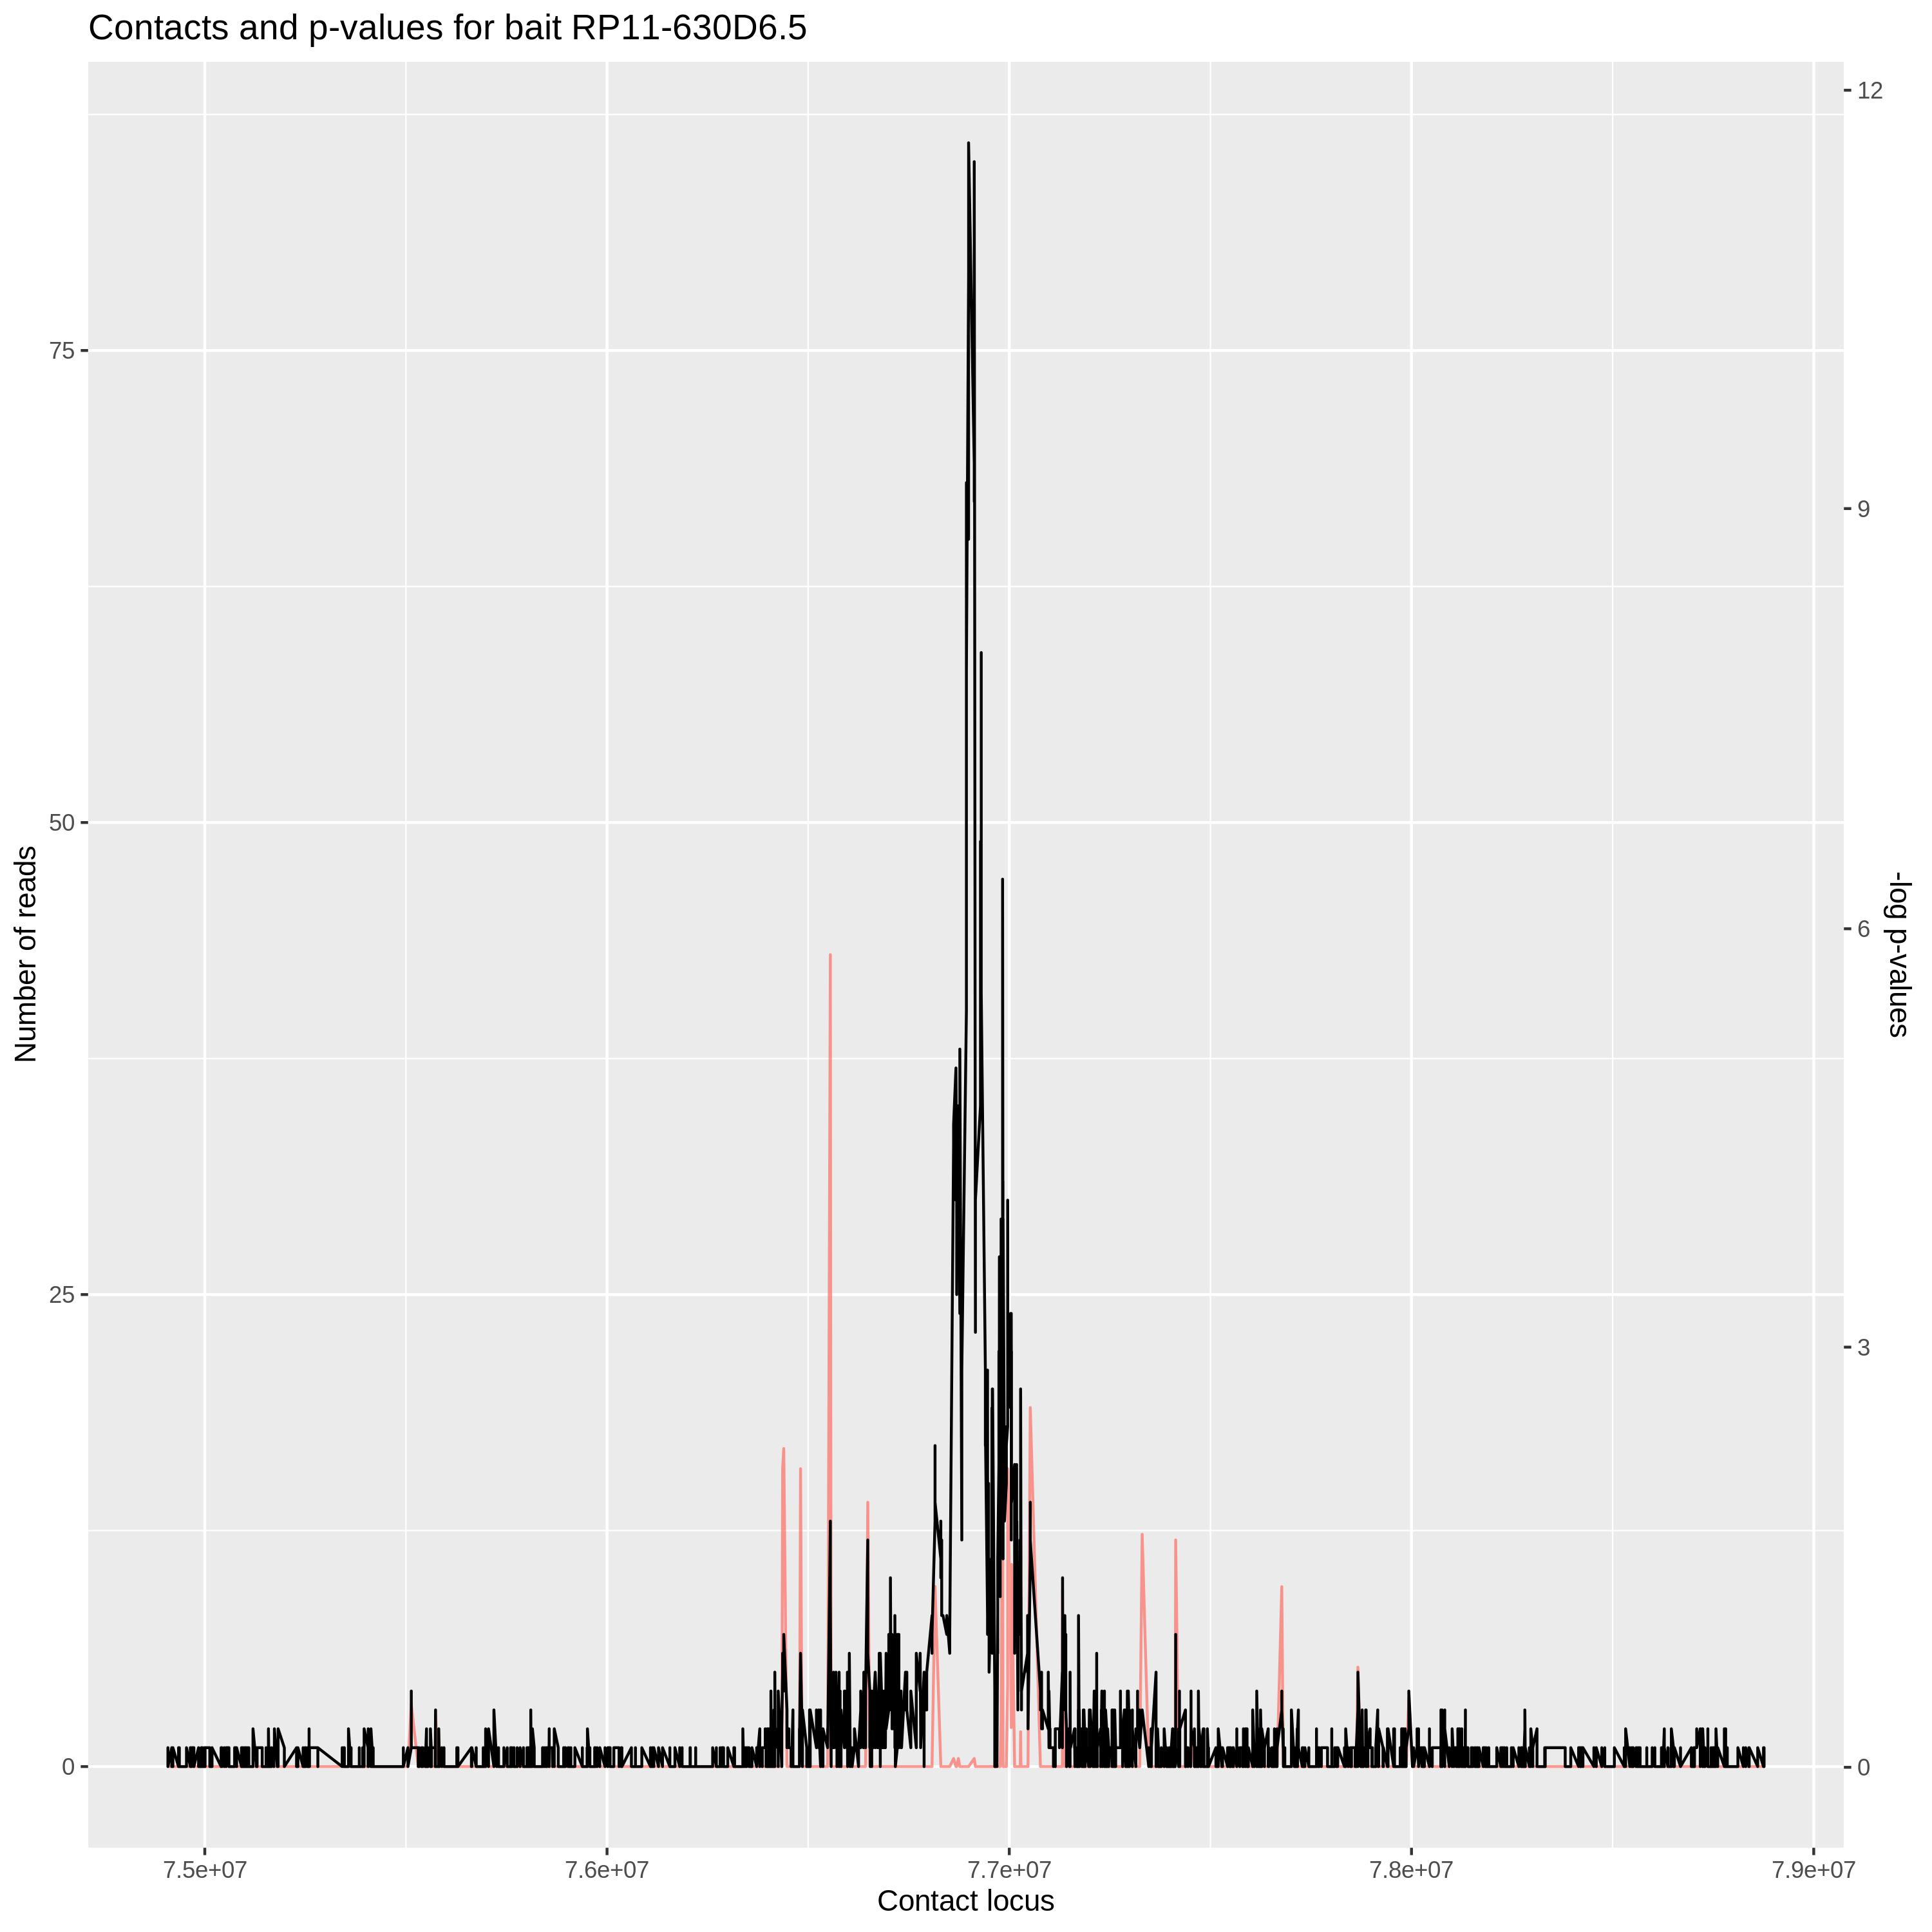 Contacts and p-values for bait RP11-630D6.5
12
75
9
50
6
Number of reads
-log p-values
25
3
0
0
7.5e+07
7.6e+07
7.7e+07
7.8e+07
7.9e+07
Contact locus